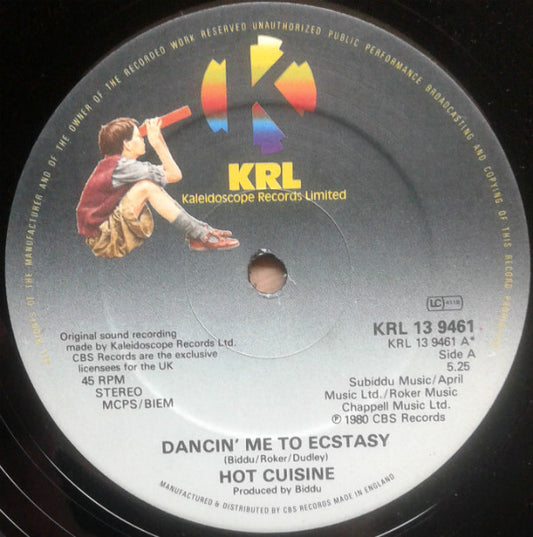 OF THE MANUFACTURER AND OF THE OWNER OF THE RECORDED WORK RESERVED UNAUTHORIZED PUBLIC PERFORMANCE BROADCASTING AND COPYING OF THIS RECORD
K
KRL
Kaleidoscope Records Limited
LC
KRL 13 9461
KRL 13 9461 A*
Side A
5.25
Original sound recording
made by Kaleidoscope Records Ltd.
CBS Records are the exclusive
licensees for the UK
45 RPM
STEREO
MCPS/BIEM
Subiddu Music/April
Music Ltd./Roker Music
Chappell Music Ltd.
℗ 1980 CBS Records
DANCIN' ME TO ECSTASY
(Biddu/Roker/Dudley)
HOT CUISINE
Produced by Biddu
MANUFACTURED & DISTRIBUTED BY CBS RECORDS MADE IN ENGLAND